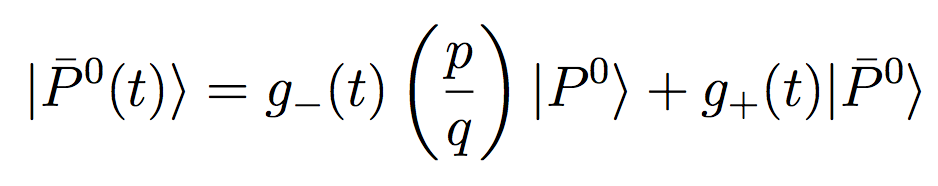 |P̄⁰(t)⟩ = g₋(t) (p/q) |P⁰⟩ + g₊(t)|P̄⁰⟩